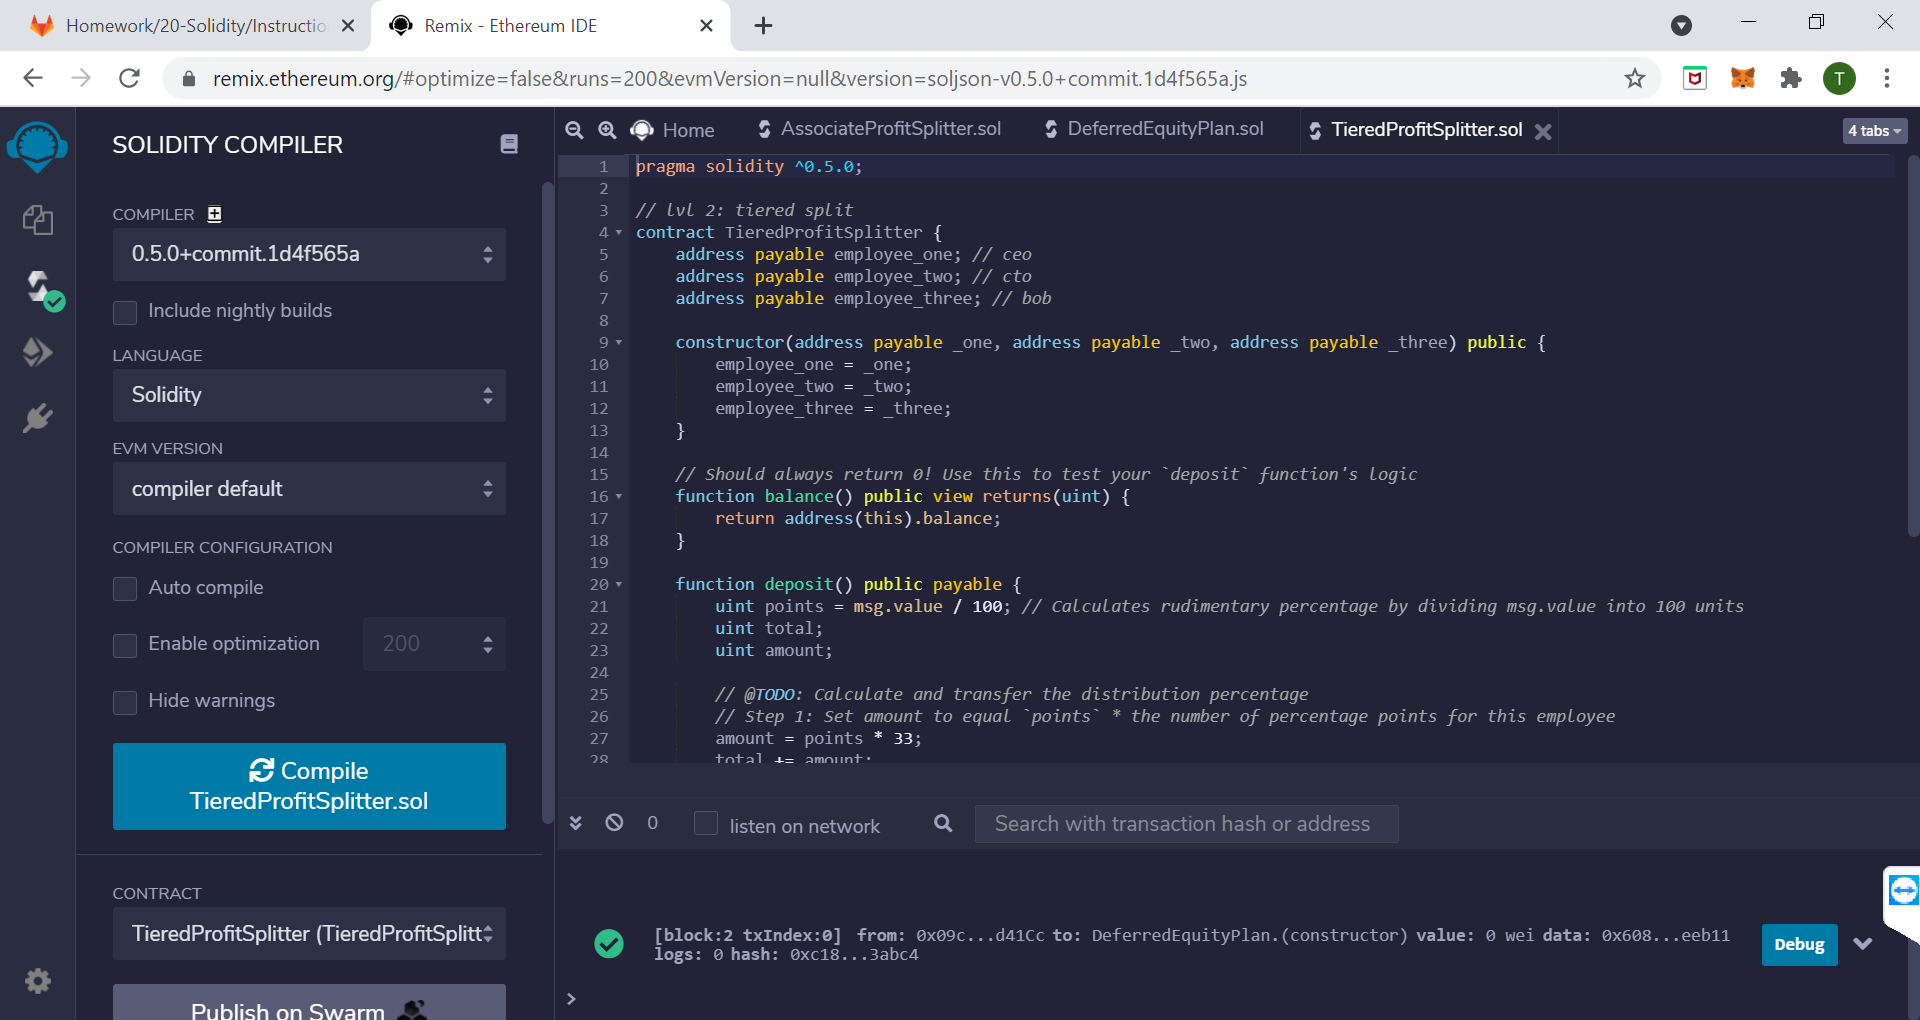 Homework/20-Solidity/Instructio
Remix - Ethereum IDE
remix.ethereum.org/#optimize=false&runs=200&evmVersion=null&version=soljson-v0.5.0+commit.1d4f565a.js
T
SOLIDITY COMPILER
COMPILER
0.5.0+commit.1d4f565a
Include nightly builds
LANGUAGE
Solidity
EVM VERSION
compiler default
COMPILER CONFIGURATION
Auto compile
Enable optimization
200
Hide warnings
Compile
TieredProfitSplitter.sol
CONTRACT
TieredProfitSplitter (TieredProfitSplitt
Publish on Swarm
Home
AssociateProfitSplitter.sol
DeferredEquityPlan.sol
TieredProfitSplitter.sol
4 tabs
1 pragma solidity ^0.5.0;
2
3 // lvl 2: tiered split
4 contract TieredProfitSplitter {
5 address payable employee_one; // ceo
6 address payable employee_two; // cto
7 address payable employee_three; // bob
8
9 constructor(address payable _one, address payable _two, address payable _three) public {
10 employee_one = _one;
11 employee_two = _two;
12 employee_three = _three;
13 }
14
15 // Should always return 0! Use this to test your `deposit` function's logic
16 function balance() public view returns(uint) {
17 return address(this).balance;
18 }
19
20 function deposit() public payable {
21 uint points = msg.value / 100; // Calculates rudimentary percentage by dividing msg.value into 100 units
22 uint total;
23 uint amount;
24
25 // @TODO: Calculate and transfer the distribution percentage
26 // Step 1: Set amount to equal `points` * the number of percentage points for this employee
27 amount = points * 33;
28 total += amount;
0
listen on network
Search with transaction hash or address
[block:2 txIndex:0] from: 0x09c...d41Cc to: DeferredEquityPlan.(constructor) value: 0 wei data: 0x608...eeb11
logs: 0 hash: 0xc18...3abc4
Debug
>